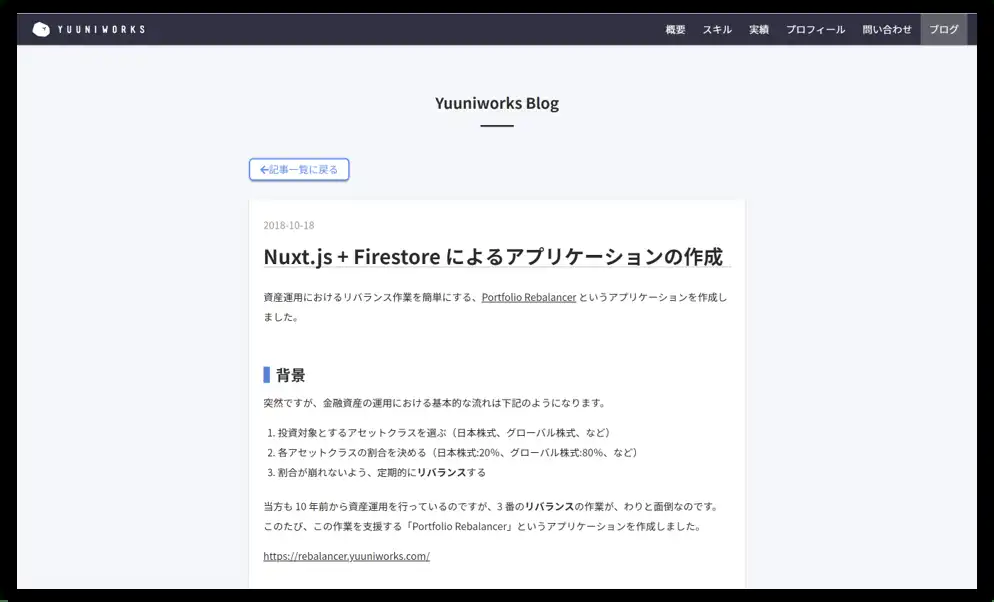 YUUNIWORKS
概要 スキル 実績 プロフィール 問い合わせ ブログ
Yuuniworks Blog
←記事一覧に戻る
2018-10-18
Nuxt.js + Firestore によるアプリケーションの作成
資産運用におけるリバランス作業を簡単にする、Portfolio Rebalancer というアプリケーションを作成し
ました。
背景
突然ですが、金融資産の運用における基本的な流れは下記のようになります。
1. 投資対象とするアセットクラスを選ぶ（日本株式、グローバル株式、など）
2. 各アセットクラスの割合を決める（日本株式:20%、グローバル株式:80%、など）
3. 割合が崩れないよう、定期的にリバランスする
当方も 10 年前から資産運用を行っているのですが、3 番のリバランスの作業が、わりと面倒なのです。
このたび、この作業を支援する「Portfolio Rebalancer」というアプリケーションを作成しました。
https://rebalancer.yuuniworks.com/